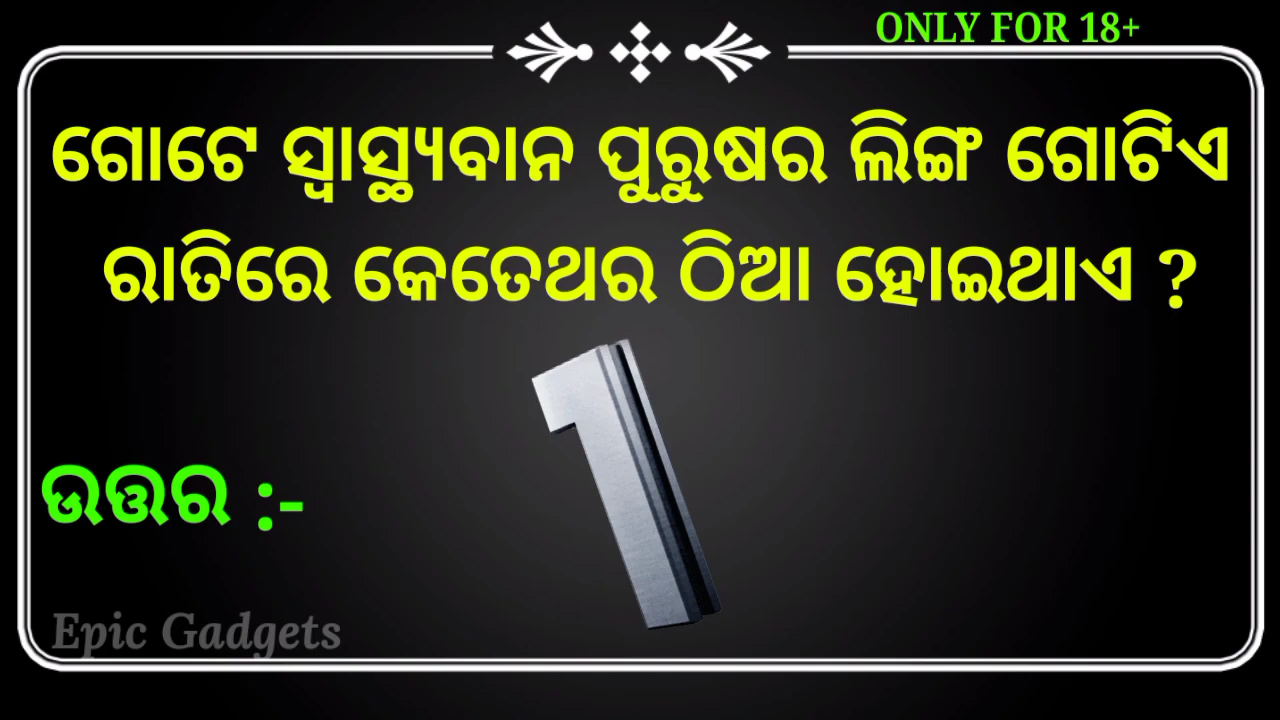 ONLY FOR 18+
ଗୋଟେ ସ୍ୱାସ୍ଥ୍ୟବାନ ପୁରୁଷର ଲିଙ୍ଗ ଗୋଟିଏ
ରାତିରେ କେତେଥର ଠିଆ ହୋଇଥାଏ ?
1
ଉତ୍ତର :-
Epic Gadgets